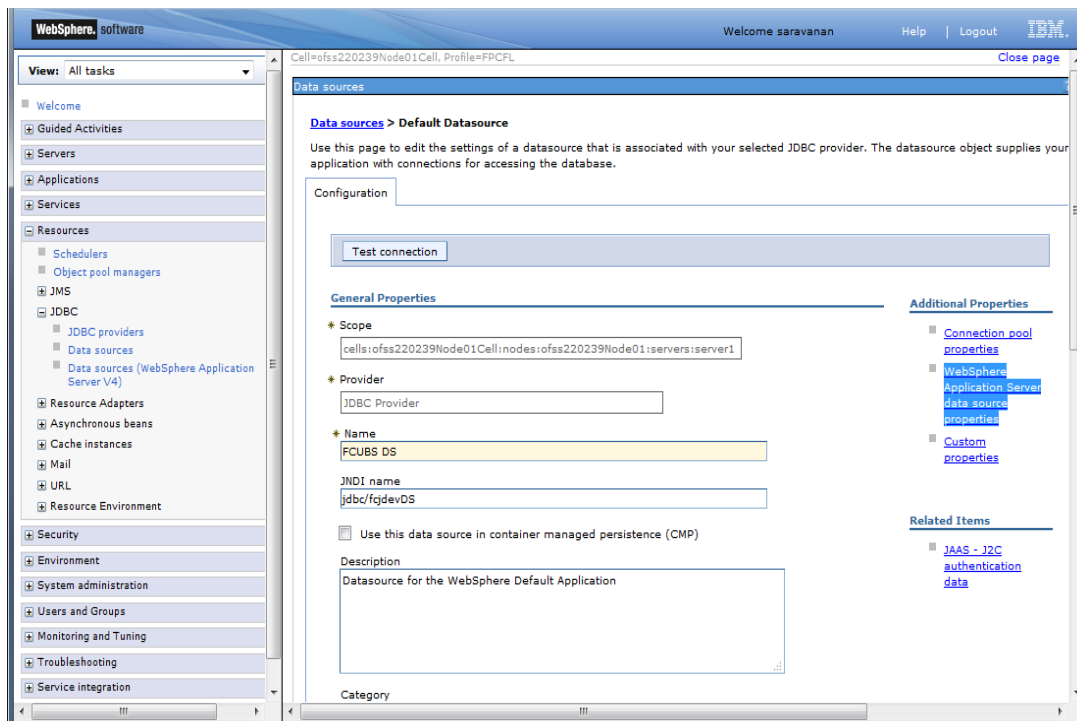 WebSphere. software
Welcome saravanan
Help | Logout
IBM.
View: All tasks
Welcome
Guided Activities
Servers
Applications
Services
Resources
Schedulers
Object pool managers
JMS
JDBC
JDBC providers
Data sources
Data sources (WebSphere Application
Server V4)
Resource Adapters
Asynchronous beans
Cache instances
Mail
URL
Resource Environment
Security
Environment
System administration
Users and Groups
Monitoring and Tuning
Troubleshooting
Service integration
Cell=ofss220239Node01Cell, Profile=FPCFL
Close page
Data sources
Data sources > Default Datasource
Use this page to edit the settings of a datasource that is associated with your selected JDBC provider. The datasource object supplies your
application with connections for accessing the database.
Configuration
Test connection
General Properties
* Scope
cells:ofss220239Node01Cell:nodes:ofss220239Node01:servers:server1
* Provider
JDBC Provider
* Name
FCUBS DS
JNDI name
jdbc/fcjdevDS
Use this data source in container managed persistence (CMP)
Description
Datasource for the WebSphere Default Application
Category
Additional Properties
Connection pool
properties
WebSphere
Application Server
data source
properties
Custom
properties
Related Items
JAAS - J2C
authentication
data